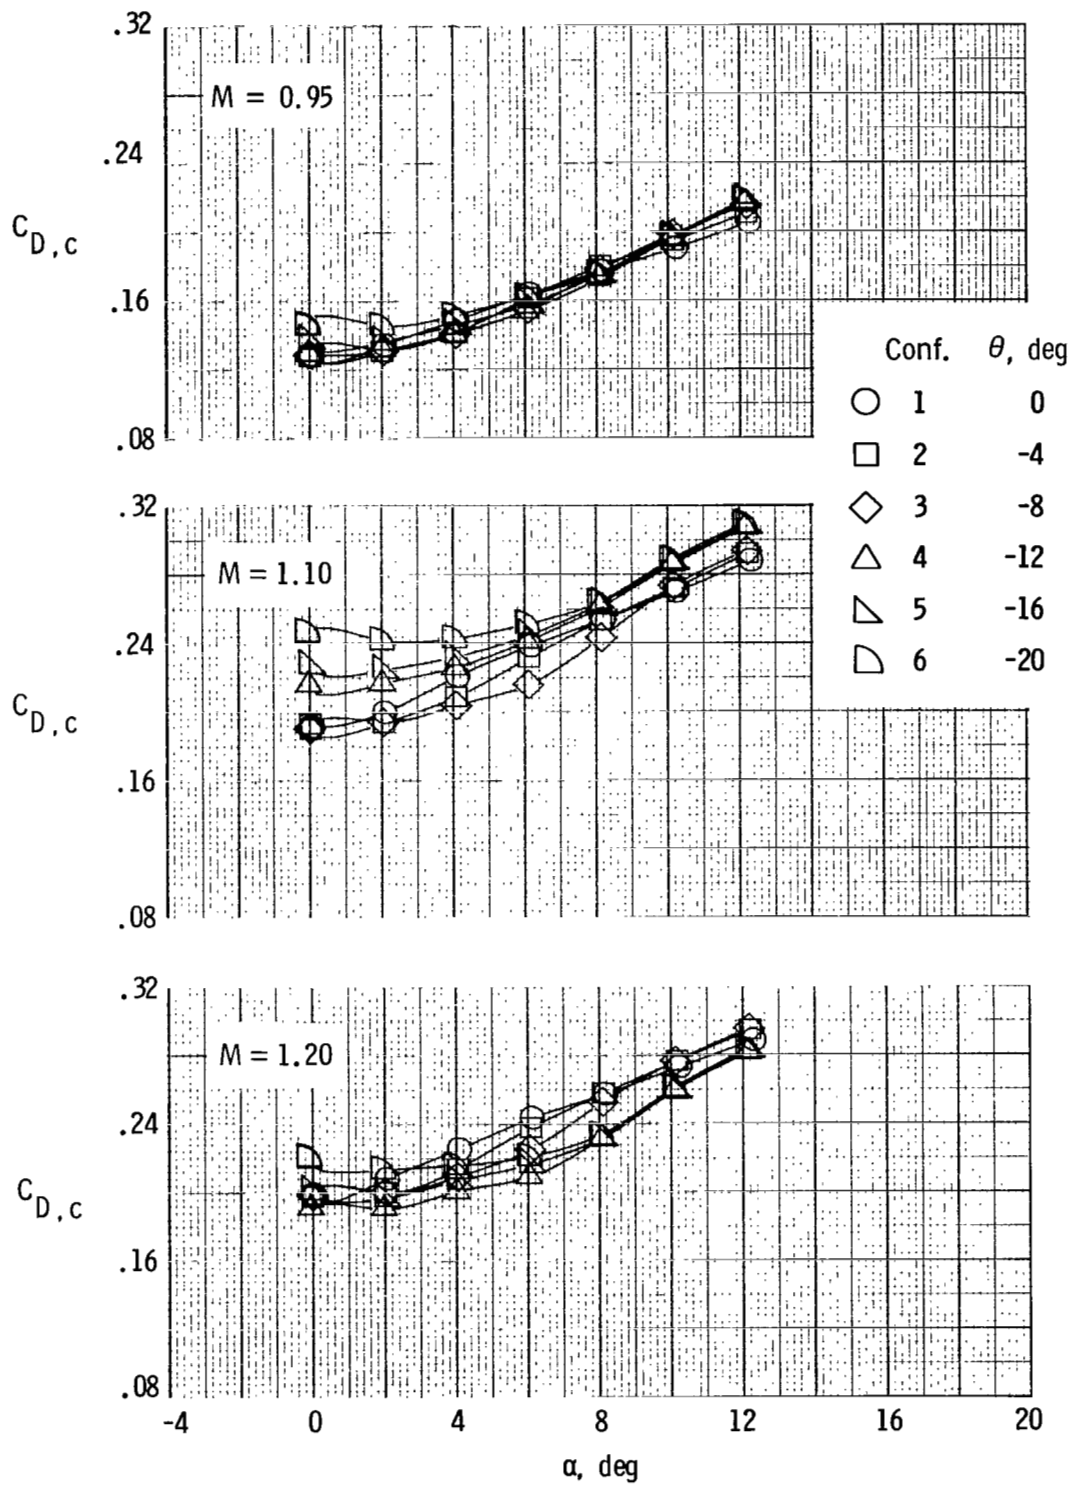 .32
M = 0.95
.24
C_D,c
.16
.08
Conf. θ, deg
1 0
2 -4
3 -8
4 -12
5 -16
6 -20
.32
M = 1.10
.24
C_D,c
.16
.08
.32
M = 1.20
.24
C_D,c
.16
.08
-4 0 4 8 12 16 20
α, deg